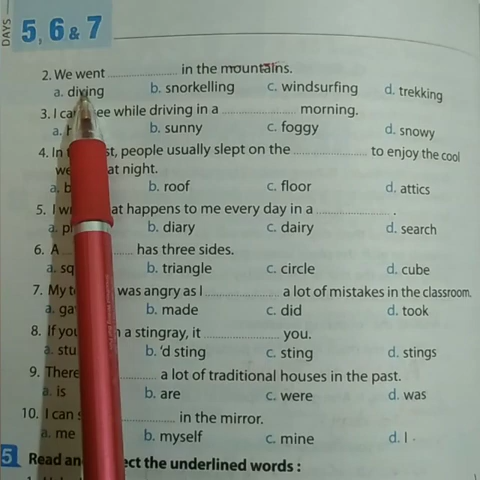 DAYS 5, 6 & 7
2. We went .................. in the mountains.
a. diving b. snorkelling c. windsurfing d. trekking
3. I ee while driving in a .................. morning.
a. b. sunny c. foggy d. snowy
4. In st, people usually slept on the .................. to enjoy the cool
we at night.
a. b b. roof c. floor d. attics
5. I w at happens to me every day in a .................. .
a. b. diary c. dairy d. search
6. A .................. has three sides.
a. sq b. triangle c. circle d. cube
7. My t was angry as I .................. a lot of mistakes in the classroom.
a. ga b. made c. did d. took
8. If you a stingray, it .................. you.
a. stu b. 'd sting c. sting d. stings
9. There .................. a lot of traditional houses in the past.
a. is b. are c. were d. was
10. I can .................. in the mirror.
a. me b. myself c. mine d. I
5 Read an ect the underlined words :